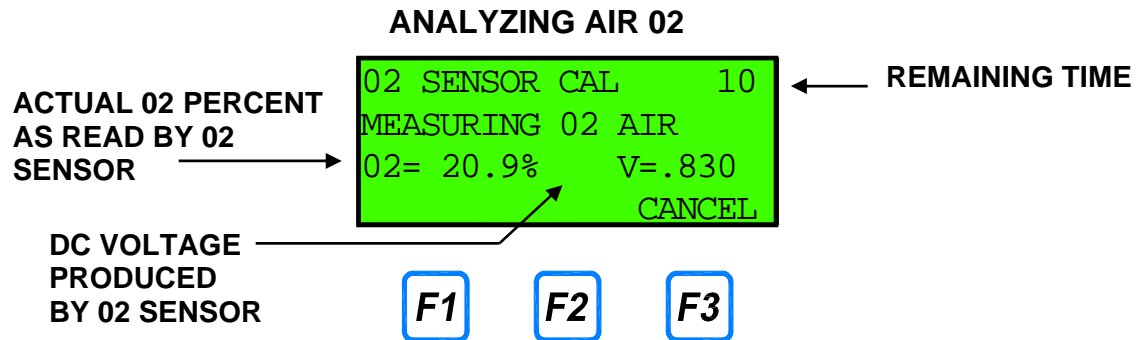 ANALYZING AIR 02
02 SENSOR CAL 10
MEASURING 02 AIR
02= 20.9% V=.830
CANCEL
REMAINING TIME
ACTUAL 02 PERCENT
AS READ BY 02
SENSOR
DC VOLTAGE
PRODUCED
BY 02 SENSOR
F1 F2 F3